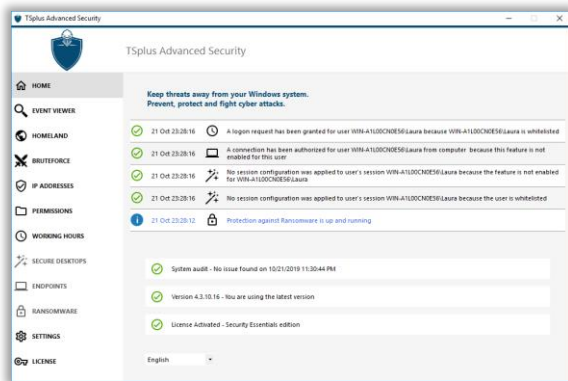 TSplus Advanced Security
TSplus Advanced Security
HOME
EVENT VIEWER
HOMELAND
BRUTEFORCE
IP ADDRESSES
PERMISSIONS
WORKING HOURS
SECURE DESKTOPS
ENDPOINTS
RANSOMWARE
SETTINGS
LICENSE
Keep threats away from your Windows system.
Prevent, protect and fight cyber attacks.
21 Oct 23:28:16 A logon request has been granted for user WIN-A1L00CN0E56\Laura because WIN-A1L00CN0E56\Laura is whitelisted
21 Oct 23:28:16 A connection has been authorized for user WIN-A1L00CN0E56\Laura from computer because this feature is not
enabled for this user
21 Oct 23:28:16 No session configuration was applied to user's session WIN-A1L00CN0E56\Laura because the feature is not enabled
for WIN-A1L00CN0E56\Laura
21 Oct 23:28:16 No session configuration was applied to user's session WIN-A1L00CN0E56\Laura because the user is whitelisted
21 Oct 23:28:12 Protection against Ransomware is up and running.
System audit - No issue found on 10/21/2019 11:30:44 PM
Version 4.3.10.16 - You are using the latest version
License Activated - Security Essentials edition
English